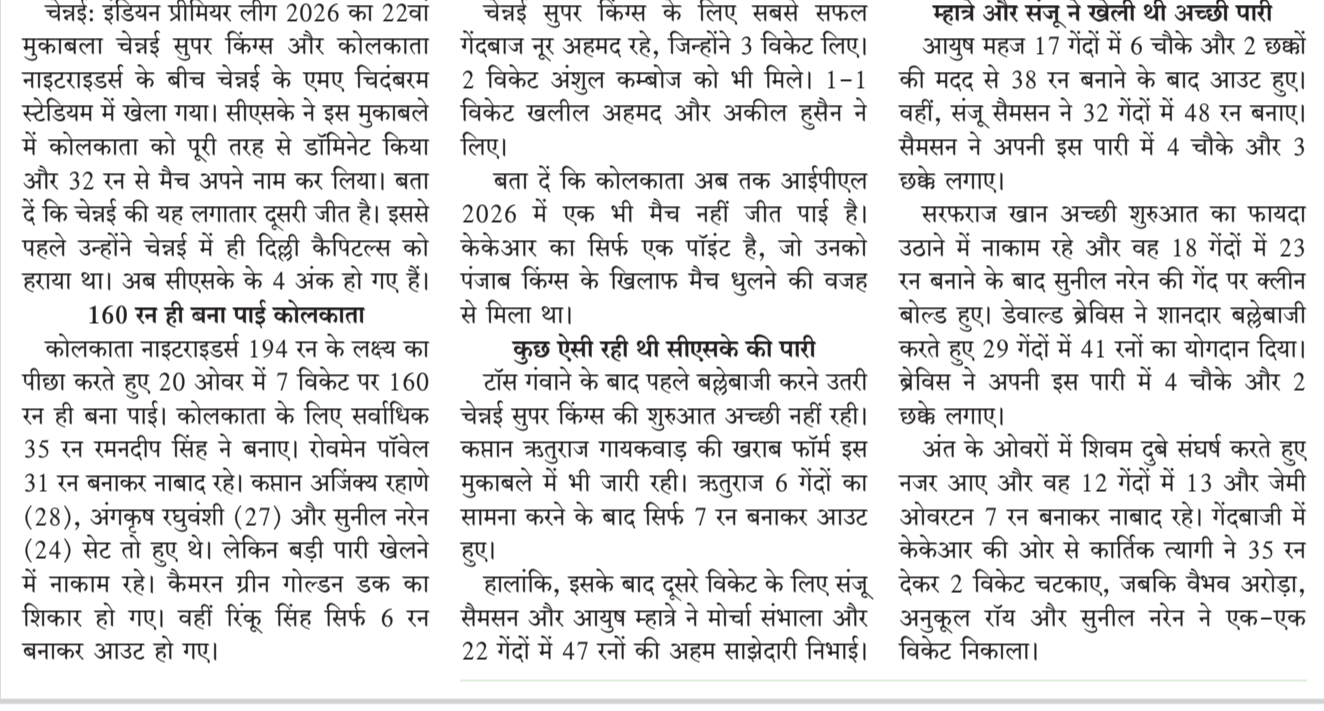 चेन्नई: इंडियन प्रीमियर लीग 2026 का 22वां
मुकाबला चेन्नई सुपर किंग्स और कोलकाता
नाइटराइडर्स के बीच चेन्नई के एमए चिदंबरम
स्टेडियम में खेला गया। सीएसके ने इस मुकाबले
में कोलकाता को पूरी तरह से डॉमिनेट किया
और 32 रन से मैच अपने नाम कर लिया। बता
दें कि चेन्नई की यह लगातार दूसरी जीत है। इससे
पहले उन्होंने चेन्नई में ही दिल्ली कैपिटल्स को
हराया था। अब सीएसके के 4 अंक हो गए हैं।
160 रन ही बना पाई कोलकाता
कोलकाता नाइटराइडर्स 194 रन के लक्ष्य का
पीछा करते हुए 20 ओवर में 7 विकेट पर 160
रन ही बना पाई। कोलकाता के लिए सर्वाधिक
35 रन रमनदीप सिंह ने बनाए। रोवमेन पॉवेल
31 रन बनाकर नाबाद रहे। कप्तान अजिंक्य रहाणे
(28), अंगकृष रघुवंशी (27) और सुनील नरेन
(24) सेट तो हुए थे। लेकिन बड़ी पारी खेलने
में नाकाम रहे। कैमरन ग्रीन गोल्डन डक का
शिकार हो गए। वहीं रिंकू सिंह सिर्फ 6 रन
बनाकर आउट हो गए।
चेन्नई सुपर किंग्स के लिए सबसे सफल
गेंदबाज नूर अहमद रहे, जिन्होंने 3 विकेट लिए।
2 विकेट अंशुल कम्बोज को भी मिले। 1-1
विकेट खलील अहमद और अकील हुसैन ने
लिए।
बता दें कि कोलकाता अब तक आईपीएल
2026 में एक भी मैच नहीं जीत पाई है।
केकेआर का सिर्फ एक पॉइंट है, जो उनको
पंजाब किंग्स के खिलाफ मैच धुलने की वजह
से मिला था।
कुछ ऐसी रही थी सीएसके की पारी
टॉस गंवाने के बाद पहले बल्लेबाजी करने उतरी
चेन्नई सुपर किंग्स की शुरुआत अच्छी नहीं रही।
कप्तान ऋतुराज गायकवाड़ की खराब फॉर्म इस
मुकाबले में भी जारी रही। ऋतुराज 6 गेंदों का
सामना करने के बाद सिर्फ 7 रन बनाकर आउट
हुए।
हालांकि, इसके बाद दूसरे विकेट के लिए संजू
सैमसन और आयुष म्हात्रे ने मोर्चा संभाला और
22 गेंदों में 47 रनों की अहम साझेदारी निभाई।
म्हात्रे और संजू ने खेली थी अच्छी पारी
आयुष महज 17 गेंदों में 6 चौके और 2 छक्कों
की मदद से 38 रन बनाने के बाद आउट हुए।
वहीं, संजू सैमसन ने 32 गेंदों में 48 रन बनाए।
सैमसन ने अपनी इस पारी में 4 चौके और 3
छक्के लगाए।
सरफराज खान अच्छी शुरुआत का फायदा
उठाने में नाकाम रहे और वह 18 गेंदों में 23
रन बनाने के बाद सुनील नरेन की गेंद पर क्लीन
बोल्ड हुए। डेवाल्ड ब्रेविस ने शानदार बल्लेबाजी
करते हुए 29 गेंदों में 41 रनों का योगदान दिया।
ब्रेविस ने अपनी इस पारी में 4 चौके और 2
छक्के लगाए।
अंत के ओवरों में शिवम दुबे संघर्ष करते हुए
नजर आए और वह 12 गेंदों में 13 और जेमी
ओवरटन 7 रन बनाकर नाबाद रहे। गेंदबाजी में
केकेआर की ओर से कार्तिक त्यागी ने 35 रन
देकर 2 विकेट चटकाए, जबकि वैभव अरोड़ा,
अनुकूल रॉय और सुनील नरेन ने एक-एक
विकेट निकाला।